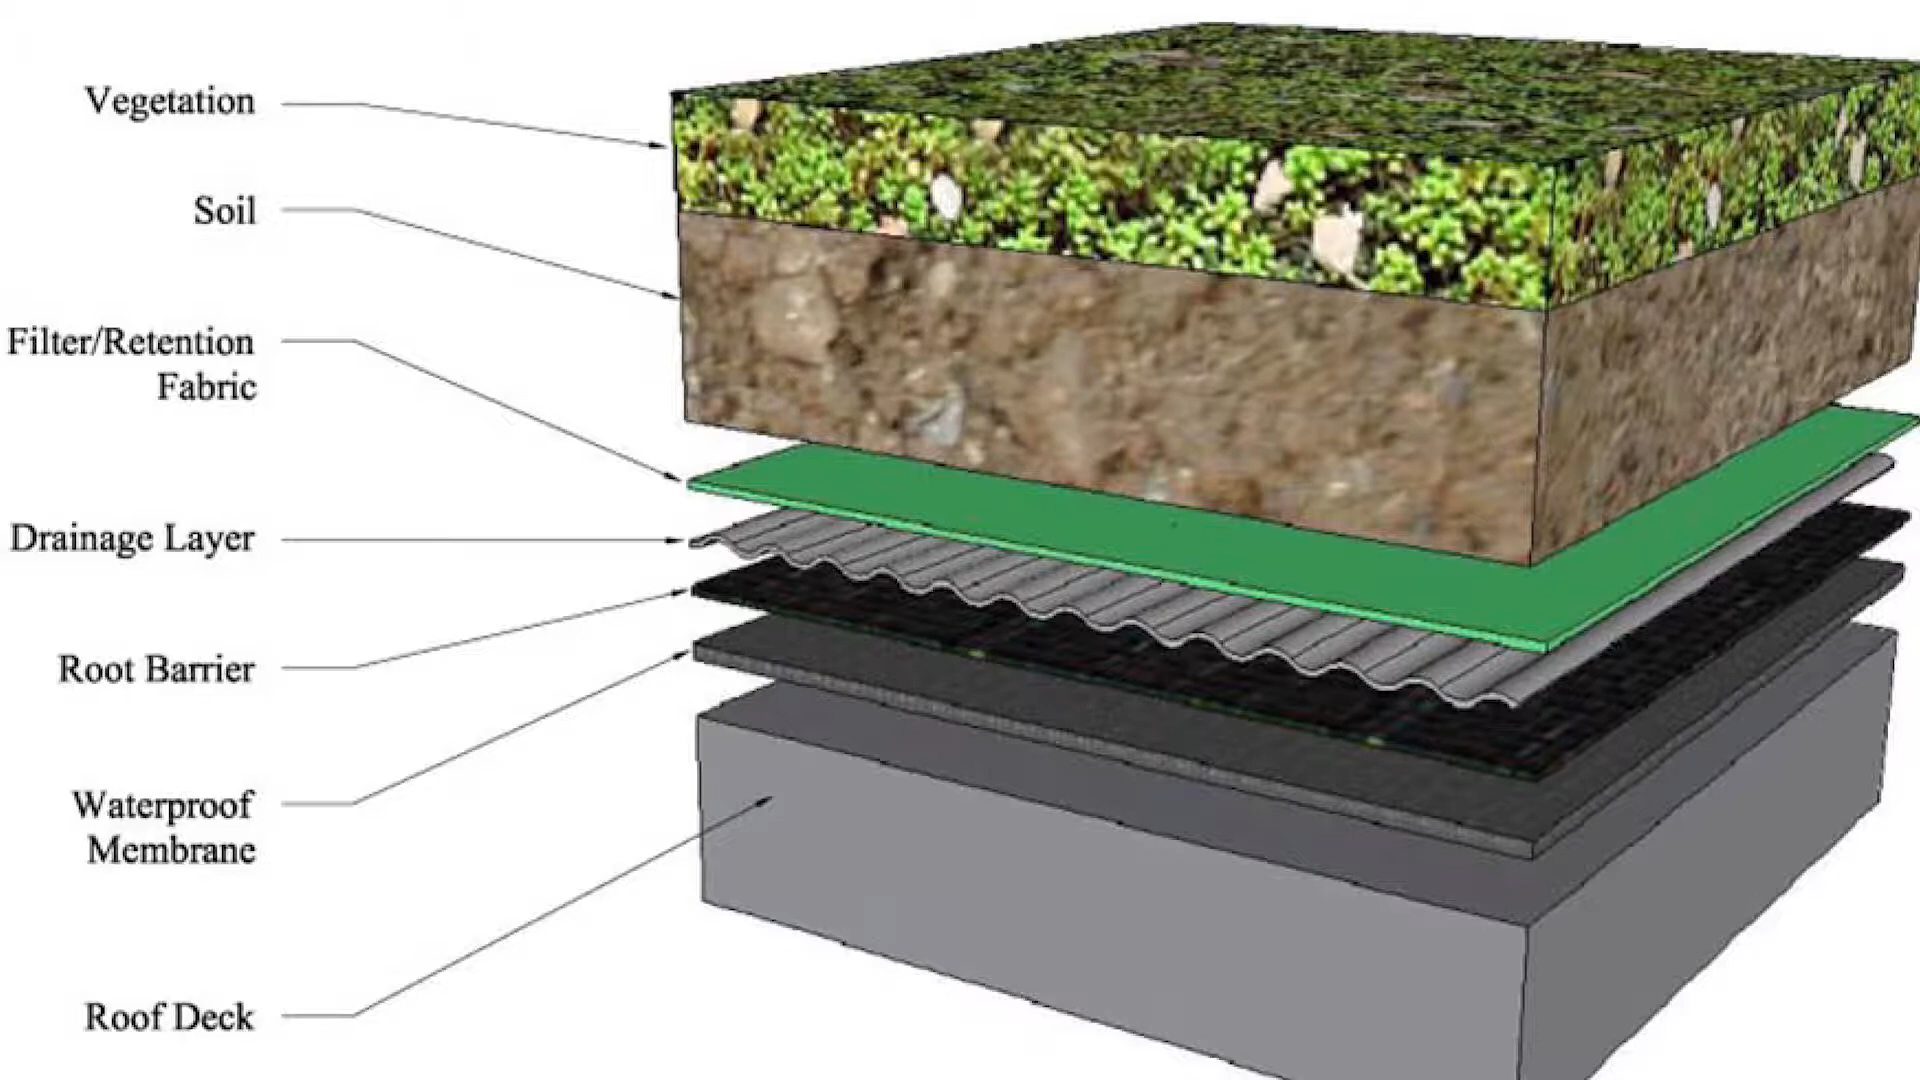 Vegetation
Soil
Filter/Retention
Fabric
Drainage Layer
Root Barrier
Waterproof
Membrane
Roof Deck